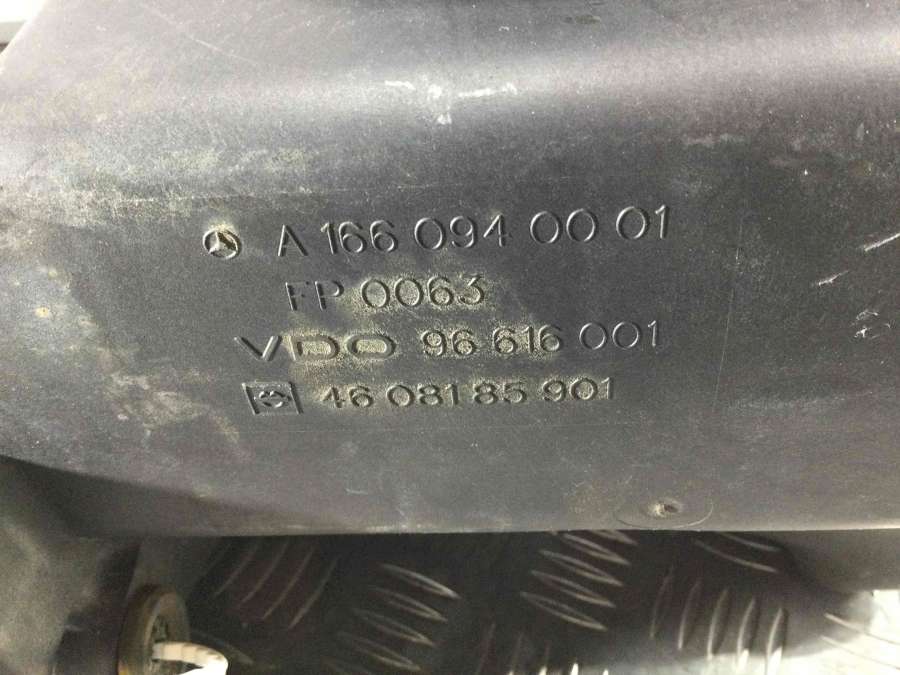 A 166 094 00 01
FP 0063
VDO 96 616 001
46 081 85 901